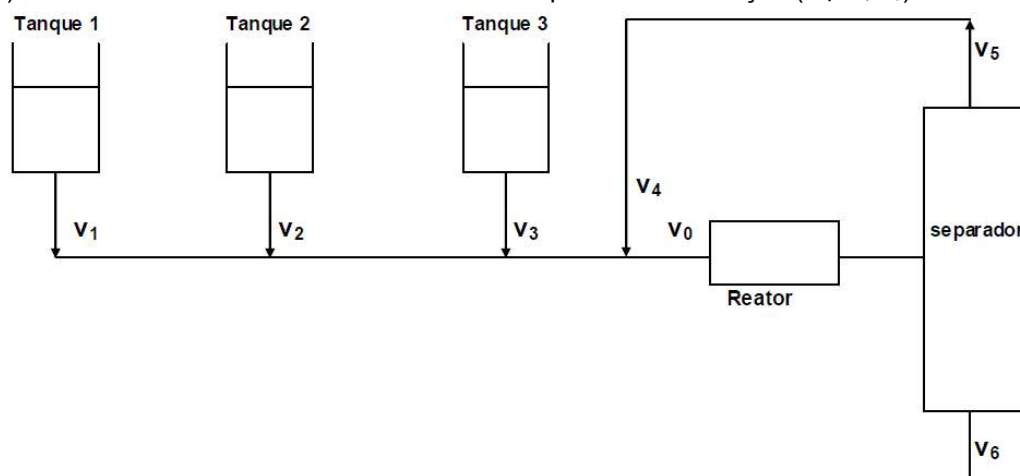 Tanque 1 Tanque 2 Tanque 3
V5
V4
V1 V2 V3 V0 separador
Reator
V6